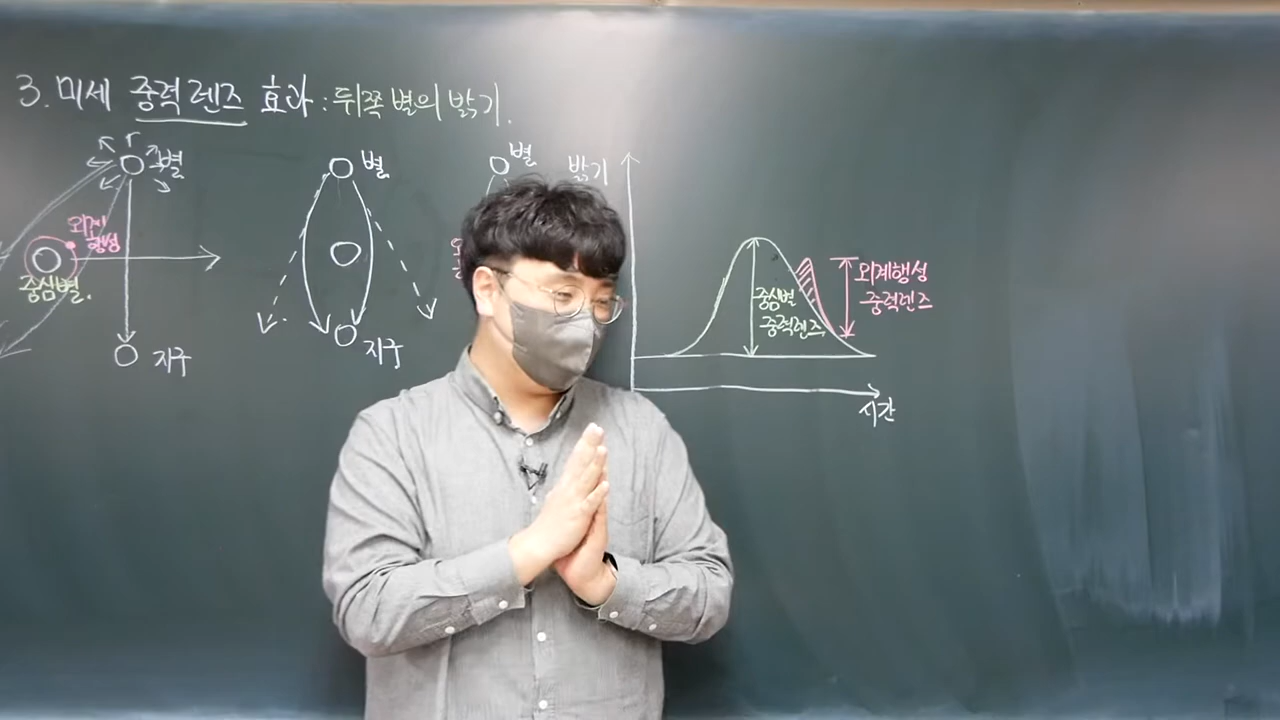 3. 미세 중력 렌즈 효과 : 뒤쪽 별의 밝기.
별
외계
행성
중심별.
지구
별
지구
별
밝기
중심별
중력렌즈
외계행성
중력렌즈
시간